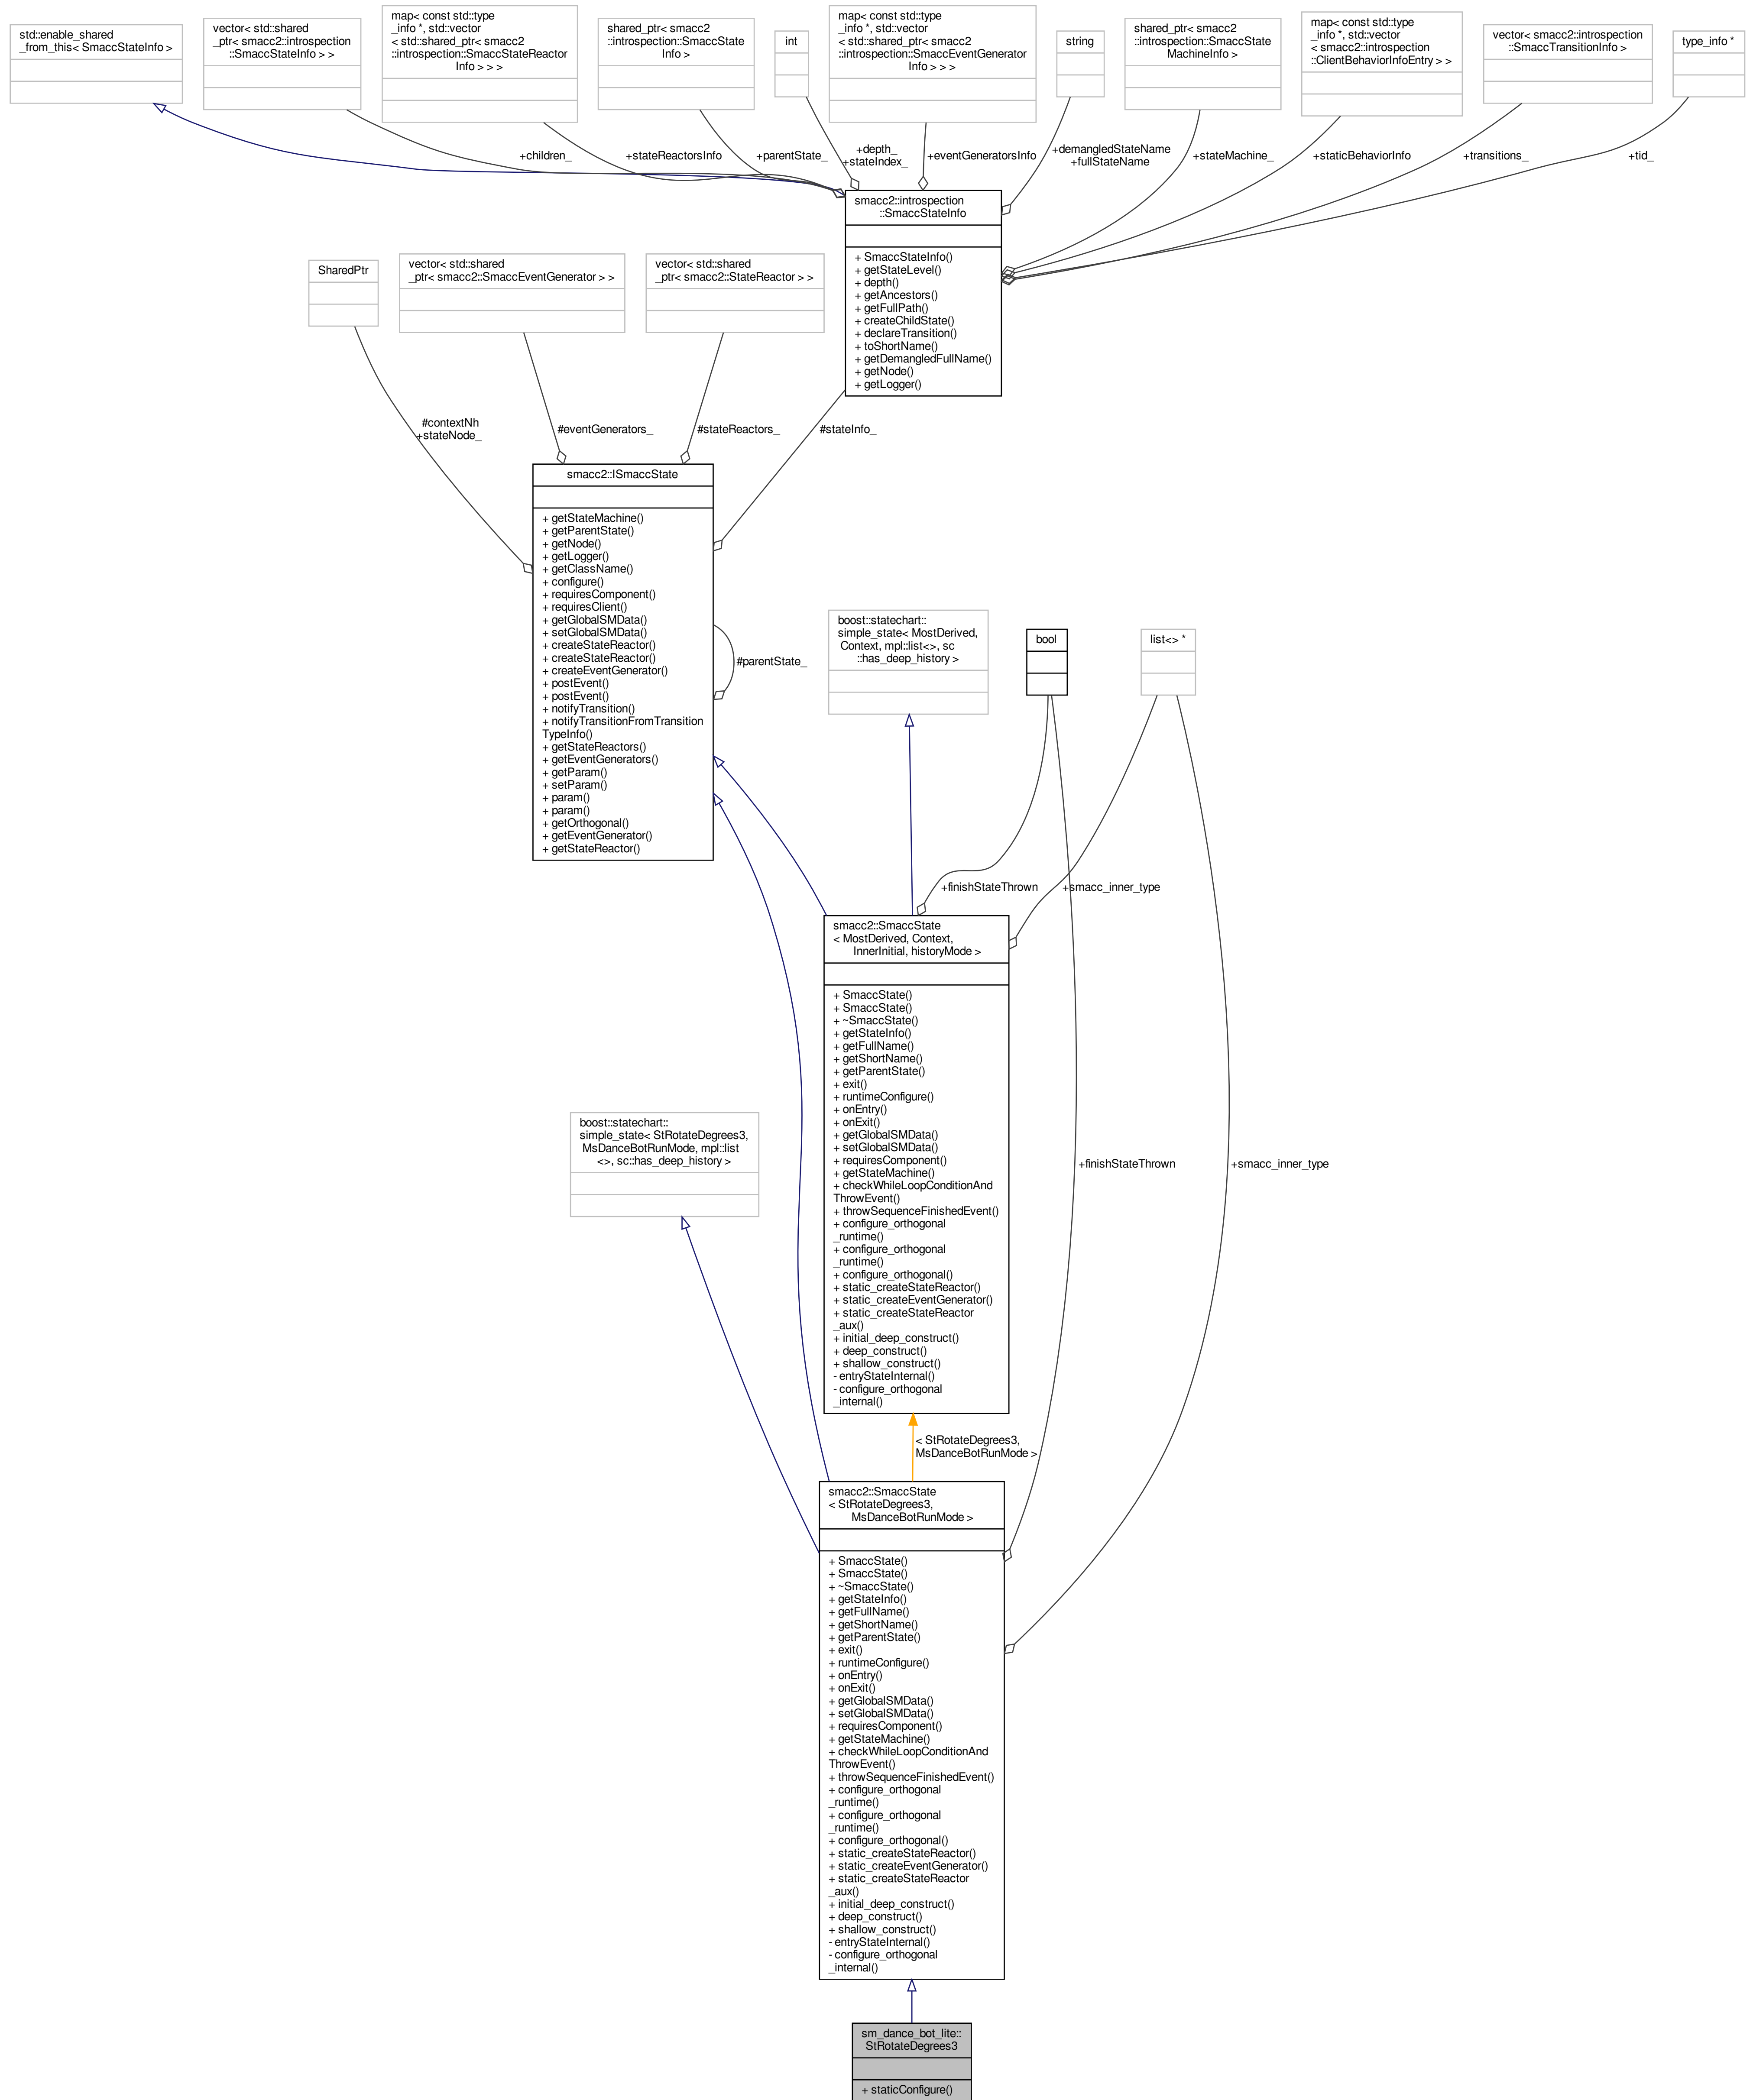 std::enable_shared
_from_this< SmaccStateInfo >
vector< std::shared
_ptr< smacc2::introspection
::SmaccStateInfo > >
map< const std::type
_info *, std::vector
< std::shared_ptr< smacc2
::introspection::SmaccStateReactor
Info > > >
shared_ptr< smacc2
::introspection::SmaccState
Info >
int
map< const std::type
_info *, std::vector
< std::shared_ptr< smacc2
::introspection::SmaccEventGenerator
Info > > >
string
shared_ptr< smacc2
::introspection::SmaccState
MachineInfo >
map< const std::type
_info *, std::vector
< smacc2::introspection
::ClientBehaviorInfoEntry > >
vector< smacc2::introspection
::SmaccTransitionInfo >
type_info *
+children_
+stateReactorsInfo
+parentState_
+depth_
+stateIndex_
+eventGeneratorsInfo
+demangledStateName
+fullStateName
+stateMachine_
+staticBehaviorInfo
+transitions_
+tid_
smacc2::introspection
::SmaccStateInfo
+ SmaccStateInfo()
+ getStateLevel()
+ depth()
+ getAncestors()
+ getFullPath()
+ createChildState()
+ declareTransition()
+ toShortName()
+ getDemangledFullName()
+ getNode()
+ getLogger()
SharedPtr
vector< std::shared
_ptr< smacc2::SmaccEventGenerator > >
vector< std::shared
_ptr< smacc2::StateReactor > >
#contextNh
+stateNode_
#eventGenerators_
#stateReactors_
#stateInfo_
smacc2::ISmaccState
+ getStateMachine()
+ getParentState()
+ getNode()
+ getLogger()
+ getClassName()
+ configure()
+ requiresComponent()
+ requiresClient()
+ getGlobalSMData()
+ setGlobalSMData()
+ createStateReactor()
+ createStateReactor()
+ createEventGenerator()
+ postEvent()
+ postEvent()
+ notifyTransition()
+ notifyTransitionFromTransition
TypeInfo()
+ getStateReactors()
+ getEventGenerators()
+ getParam()
+ setParam()
+ param()
+ param()
+ getOrthogonal()
+ getEventGenerator()
+ getStateReactor()
#parentState_
boost::statechart::
simple_state< MostDerived,
Context, mpl::list<>, sc
::has_deep_history >
bool
list<> *
+finishStateThrown
+smacc_inner_type
smacc2::SmaccState
< MostDerived, Context,
InnerInitial, historyMode >
+ SmaccState()
+ SmaccState()
+ ~SmaccState()
+ getStateInfo()
+ getFullName()
+ getShortName()
+ getParentState()
+ exit()
+ runtimeConfigure()
+ onEntry()
+ onExit()
+ getGlobalSMData()
+ setGlobalSMData()
+ requiresComponent()
+ getStateMachine()
+ checkWhileLoopConditionAnd
ThrowEvent()
+ throwSequenceFinishedEvent()
+ configure_orthogonal
_runtime()
+ configure_orthogonal
_runtime()
+ configure_orthogonal()
+ static_createStateReactor()
+ static_createEventGenerator()
+ static_createStateReactor
_aux()
+ initial_deep_construct()
+ deep_construct()
+ shallow_construct()
- entryStateInternal()
- configure_orthogonal
_internal()
boost::statechart::
simple_state< StRotateDegrees3,
MsDanceBotRunMode, mpl::list
<>, sc::has_deep_history >
+finishStateThrown
+smacc_inner_type
< StRotateDegrees3,
MsDanceBotRunMode >
smacc2::SmaccState
< StRotateDegrees3,
MsDanceBotRunMode >
+ SmaccState()
+ SmaccState()
+ ~SmaccState()
+ getStateInfo()
+ getFullName()
+ getShortName()
+ getParentState()
+ exit()
+ runtimeConfigure()
+ onEntry()
+ onExit()
+ getGlobalSMData()
+ setGlobalSMData()
+ requiresComponent()
+ getStateMachine()
+ checkWhileLoopConditionAnd
ThrowEvent()
+ throwSequenceFinishedEvent()
+ configure_orthogonal
_runtime()
+ configure_orthogonal
_runtime()
+ configure_orthogonal()
+ static_createStateReactor()
+ static_createEventGenerator()
+ static_createStateReactor
_aux()
+ initial_deep_construct()
+ deep_construct()
+ shallow_construct()
- entryStateInternal()
- configure_orthogonal
_internal()
sm_dance_bot_lite::
StRotateDegrees3
+ staticConfigure()